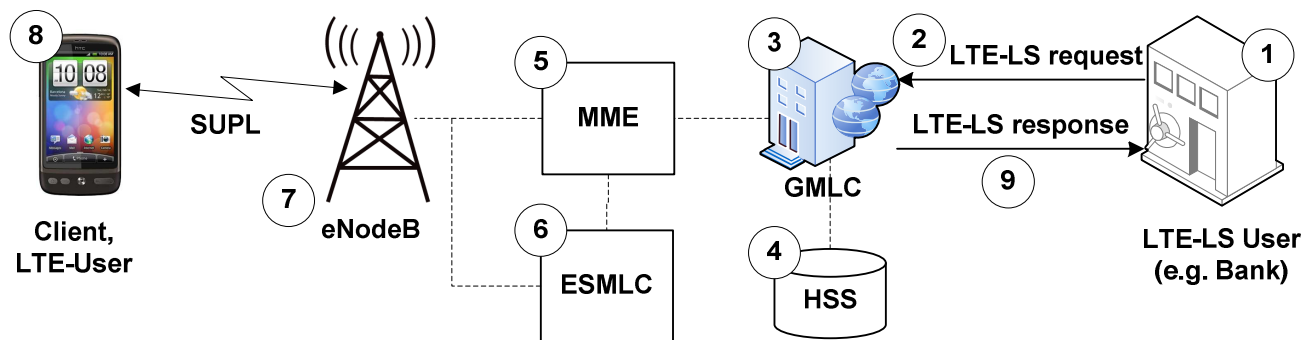 8
htc
10 08
SUPL
7
eNodeB
Client,
LTE-User
5
MME
6
ESMLC
3
GMLC
4
HSS
2
LTE-LS request
LTE-LS response
9
1
LTE-LS User
(e.g. Bank)